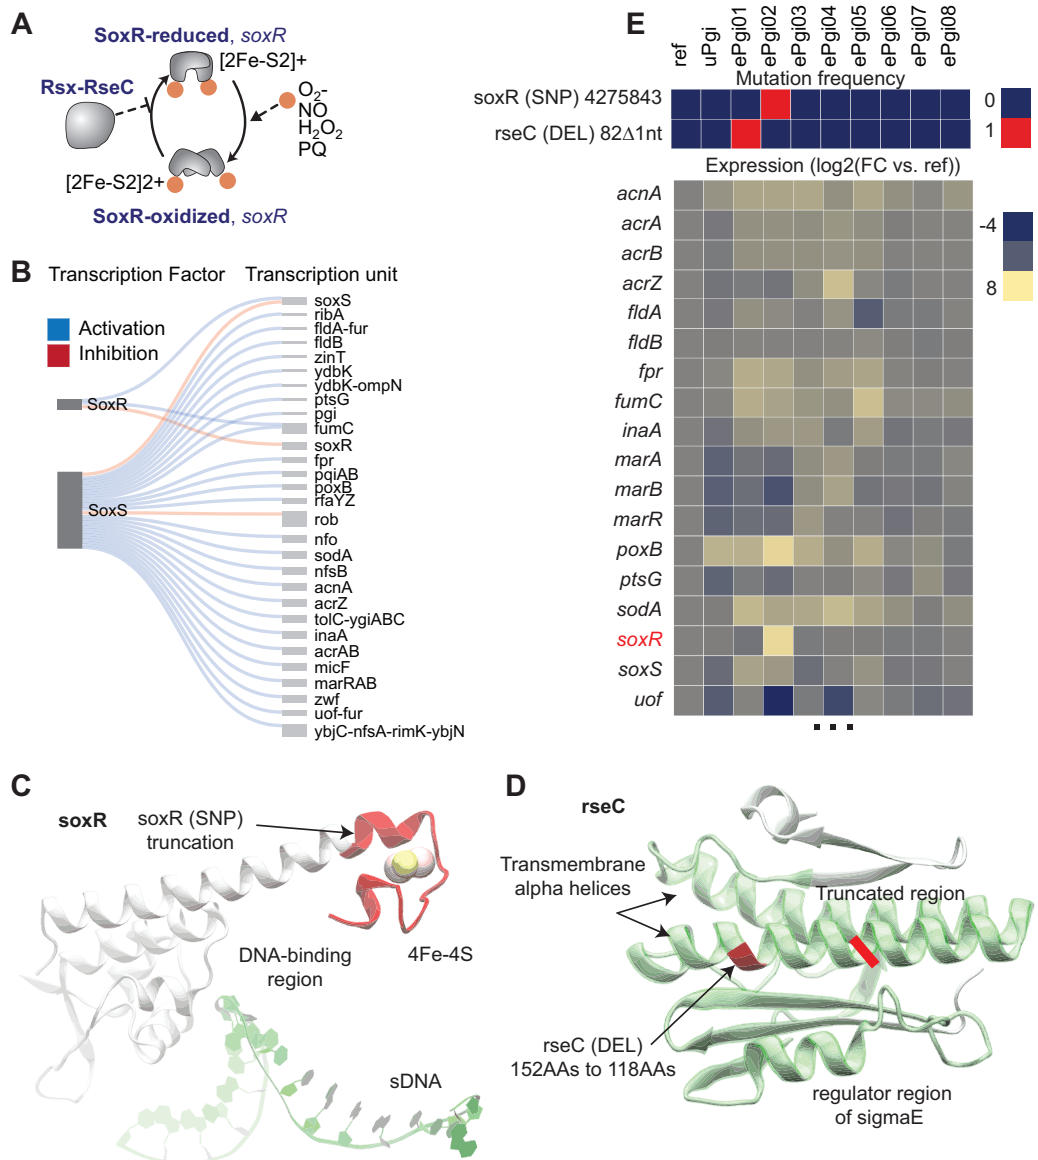 A
SoxR-reduced, soxR
[2Fe-S2]+
Rsx-RseC
O2-
NO
H2O2
PQ
[2Fe-S2]2+
SoxR-oxidized, soxR
B
Transcription Factor
Transcription unit
Activation
Inhibition
SoxR
SoxS
soxS
ribA
fldA-fur
fldB
zinT
ydbK
ydbK-ompN
ptsG
pgi
fumC
soxR
fpr
pqiAB
poxB
rfaYZ
rob
nfo
sodA
nfsB
acnA
acrZ
tolC-ygiABC
inaA
acrAB
micF
marRAB
zwf
uof-fur
ybjC-nfsA-rimK-ybjN
E
ref
uPgi
ePgi01
ePgi02
ePgi03
ePgi04
ePgi05
ePgi06
ePgi07
ePgi08
Mutation frequency
soxR (SNP) 4275843
rseC (DEL) 82Δ1nt
0
1
Expression (log2(FC vs. ref))
acnA
acrA
acrB
acrZ
fldA
fldB
fpr
fumC
inaA
marA
marB
marR
poxB
ptsG
sodA
soxR
soxS
uof
-4
8
C
soxR
soxR (SNP)
truncation
DNA-binding
region
4Fe-4S
sDNA
D
rseC
Transmembrane
alpha helices
Truncated region
rseC (DEL)
152AAs to 118AAs
regulator region
of sigmaE